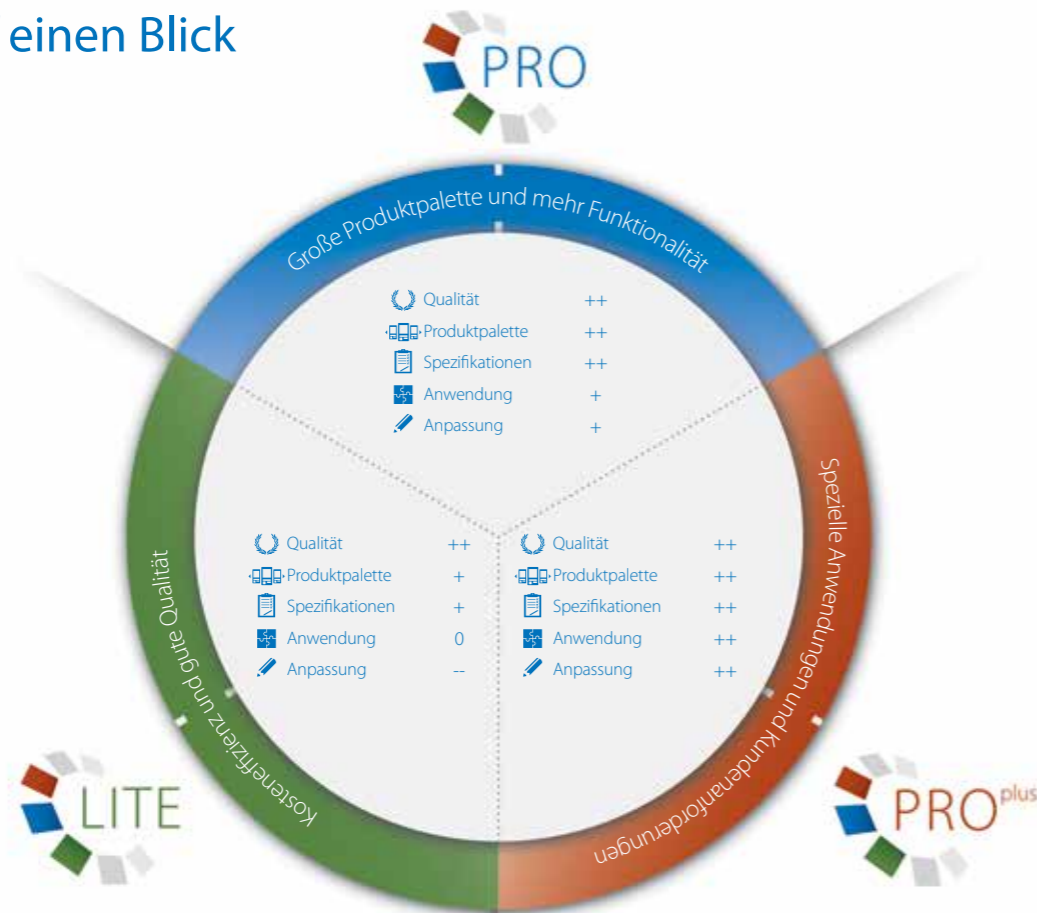 einen Blick
PRO
Große Produktpalette und mehr Funktionalität
Qualität ++
Produktpalette ++
Spezifikationen ++
Anwendung +
Anpassung +
Kosteneffizienz und gute Qualität
Qualität ++
Produktpalette +
Spezifikationen +
Anwendung 0
Anpassung --
Qualität ++
Produktpalette ++
Spezifikationen ++
Anwendung ++
Anpassung ++
Spezielle Anwendungen und Kundenanforderungen
LITE
PRO plus